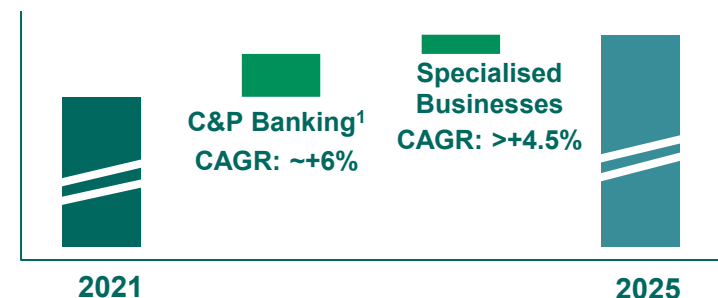 Specialised
Businesses
CAGR: >+4.5%
C&P Banking¹
CAGR: ~+6%
2021
2025